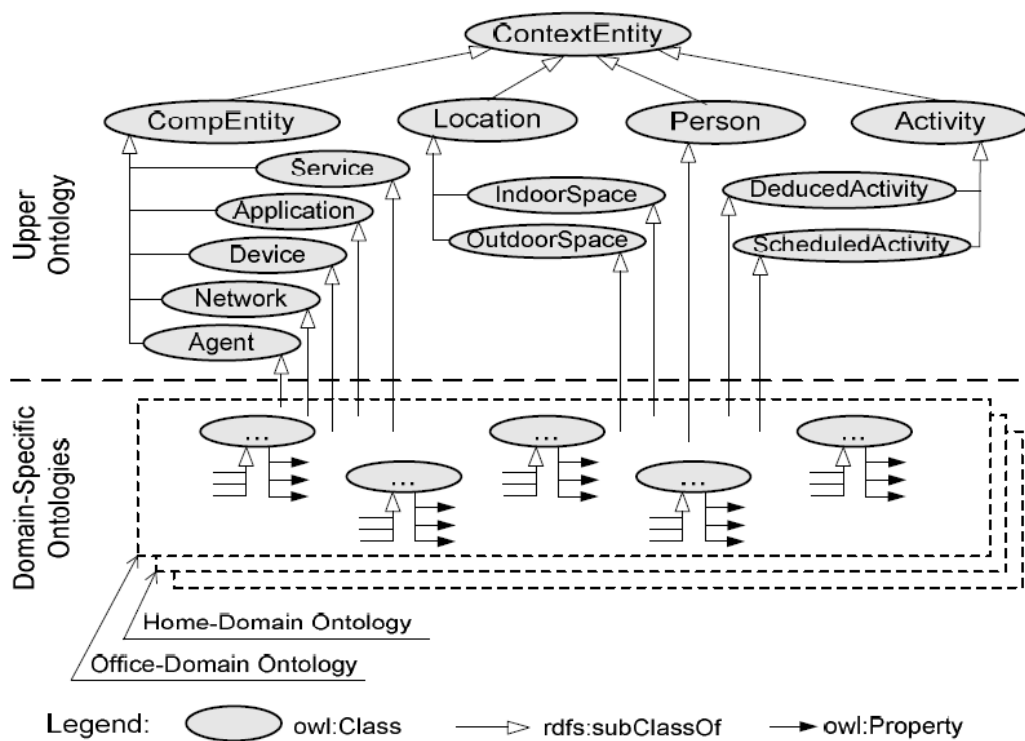 ContextEntity
CompEntity
Location
Person
Activity
Service
Application
Device
Network
Agent
IndoorSpace
OutdoorSpace
DeducedActivity
ScheduledActivity
Upper
Ontology
...
...
...
...
...
Domain-Specific
Ontologies
Home-Domain Ontology
Office-Domain Ontology
Legend: owl:Class rdfs:subClassOf owl:Property